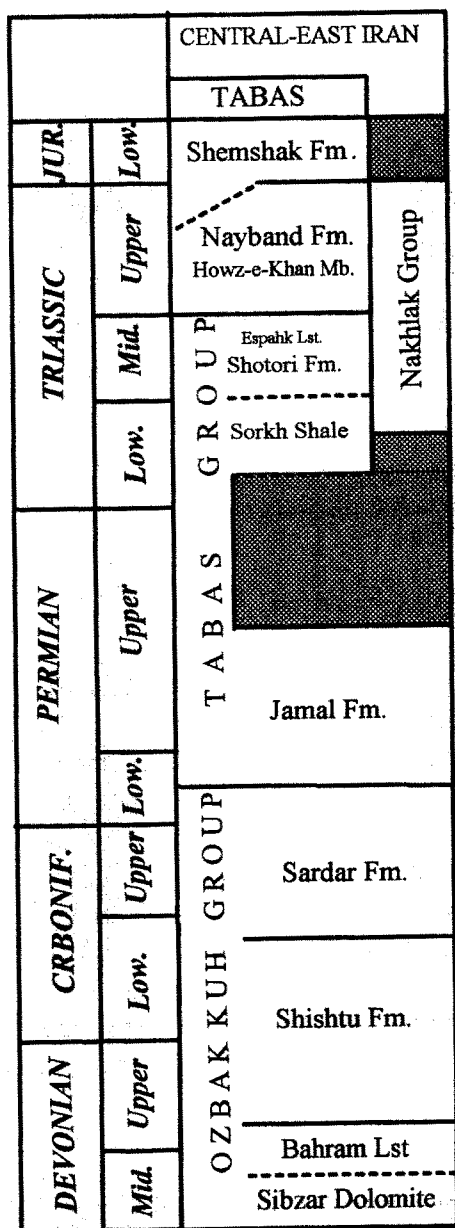 CENTRAL-EAST IRAN
TABAS
JUR.
Low.
Shemshak Fm.
TRIASSIC
Upper
Nayband Fm.
Howz-e-Khan Mb.
Nakhlak Group
Mid.
Espahk Lst.
Shotori Fm.
Low.
Sorkh Shale
TABAS GROUP
PERMIAN
Upper
Jamal Fm.
Low.
CRBONIF.
Upper
Sardar Fm.
Low.
Shishtu Fm.
OZBAK KUH GROUP
DEVONIAN
Upper
Bahram Lst
Mid.
Sibzar Dolomite